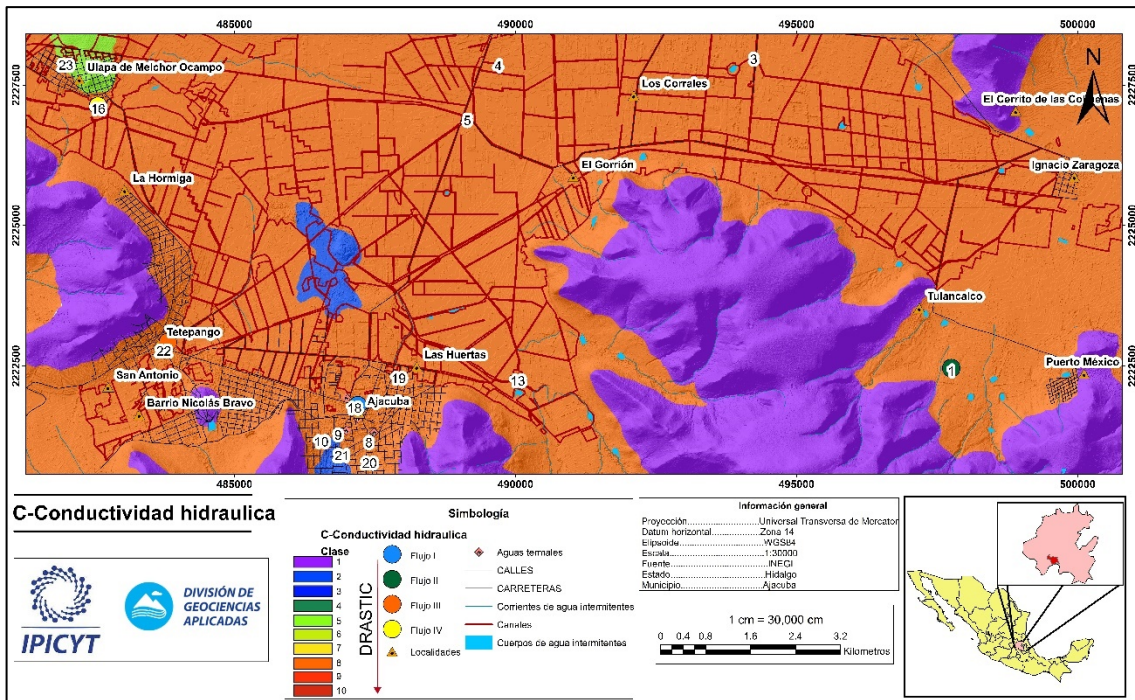 485000 490000 495000 500000
2227500
2225000
2222500
2227500
2225000
2222500
N
23
Ulapa de Melchor Ocampo
16
4
3
5
Los Corrales
El Cerrito de las Colmenas
El Gorrión
Ignacio Zaragoza
La Hormiga
Tulancalco
Tetepango
22
Las Huertas
San Antonio
19
13
1
Puerto México
Barrio Nicolás Bravo
18
Ajacuba
10
9
8
21
20
485000 490000 495000 500000
C-Conductividad hidraulica
IPICYT
DIVISIÓN DE
GEOCIENCIAS
APLICADAS
Simbología
C-Conductividad hidraulica
Clase
1
2
3
4
5
6
7
8
9
10
DRASTIC
Flujo I
Flujo II
Flujo III
Flujo IV
Localidades
Aguas termales
CALLES
CARRETERAS
Corrientes de agua intermitentes
Canales
Cuerpos de agua intermitentes
Información general
Proyección.......................Universal Transversa de Mercator
Datum horizontal..............Zona 14
Elipsoide..........................WGS84
Escala..............................1:30000
Fuente..............................INEGI
Estado..............................Hidalgo
Municipio..........................Ajacuba
1 cm = 30,000 cm
0 0.4 0.8 1.6 2.4 3.2
Kilometros